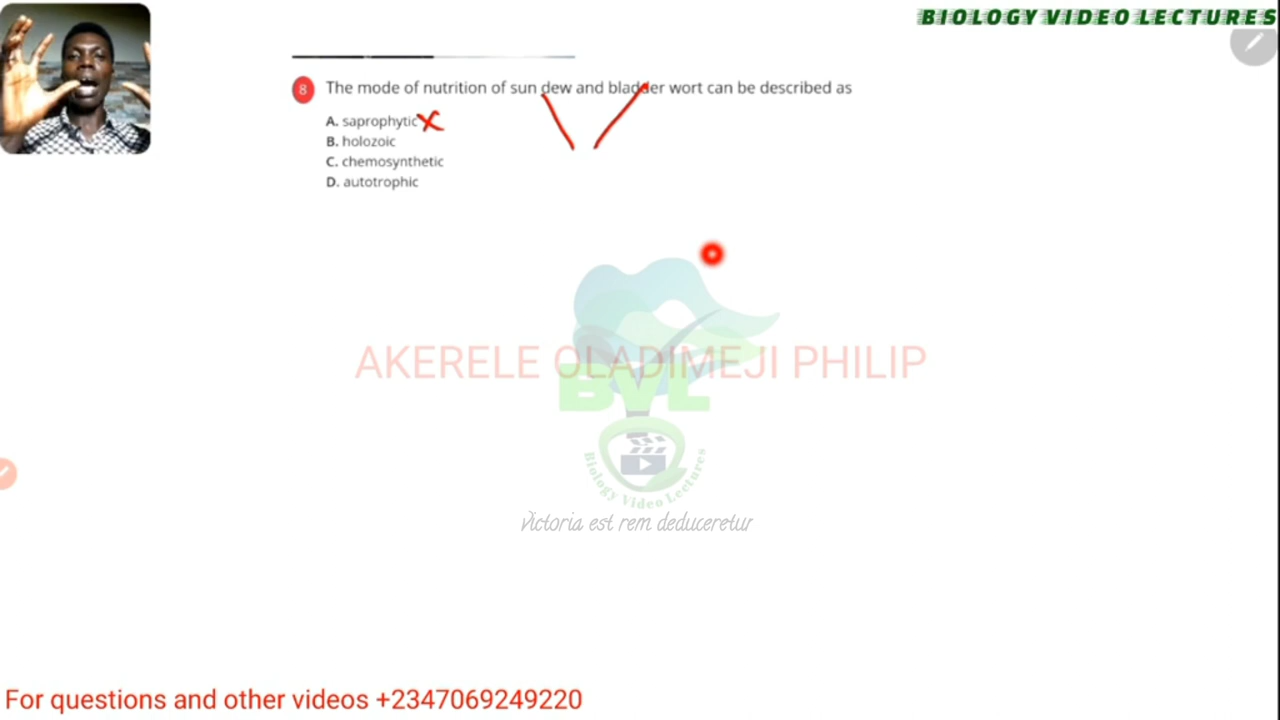 BIOLOGY VIDEO LECTURES
8 The mode of nutrition of sun dew and bladder wort can be described as
A. saprophytic
B. holozoic
C. chemosynthetic
D. autotrophic
AKERELE OLADIMEJI PHILIP
BVL
Biology Video Lectures
Victoria est rem deduceretur
For questions and other videos +2347069249220